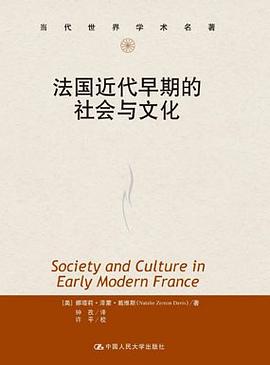 当代世界学术名著
法国近代早期的
社会与文化
Society and Culture in
Early Modern France
[美] 娜塔莉·泽蒙·戴维斯(Natalie Zemon Davis)/著
钟孜/译
许平/校
中国人民大学出版社